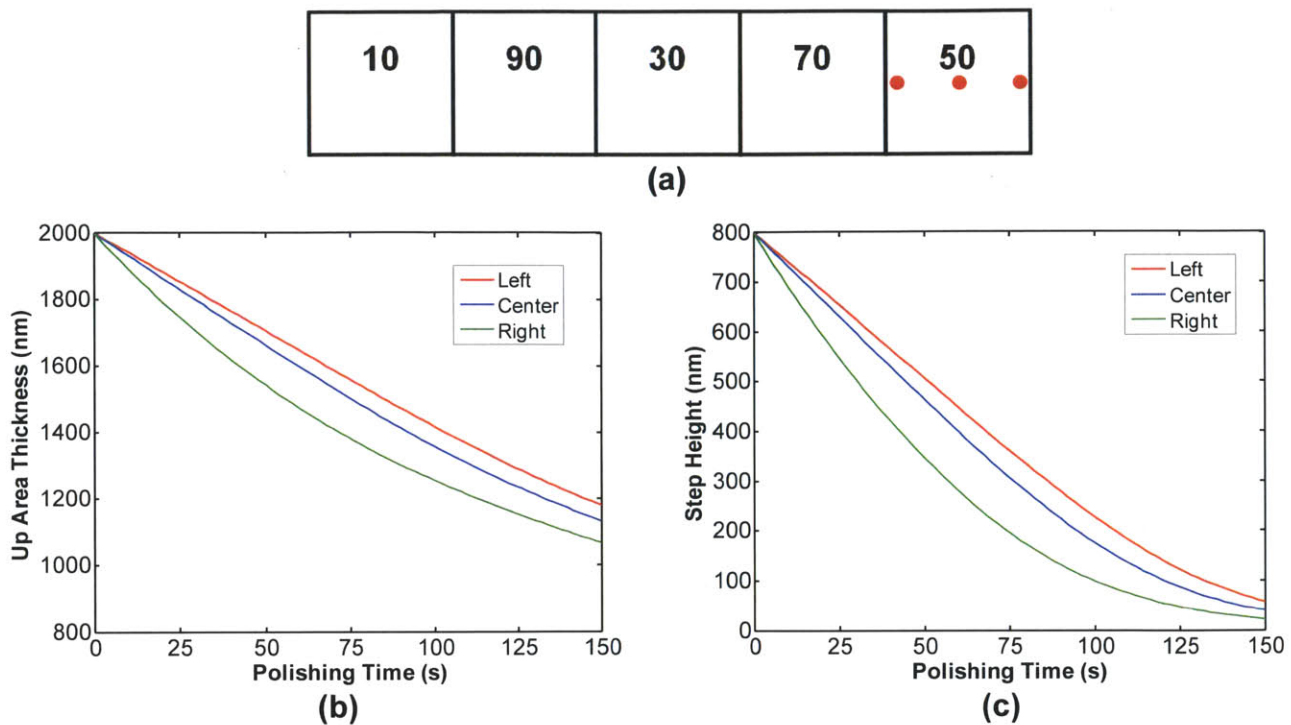 10 90 30 70 50
(a)
2000
1800
1600
1400
1200
1000
800
Up Area Thickness (nm)
Left
Center
Right
0 25 50 75 100 125 150
Polishing Time (s)
(b)
800
700
600
500
400
300
200
100
0
Step Height (nm)
Left
Center
Right
0 25 50 75 100 125 150
Polishing Time (s)
(c)